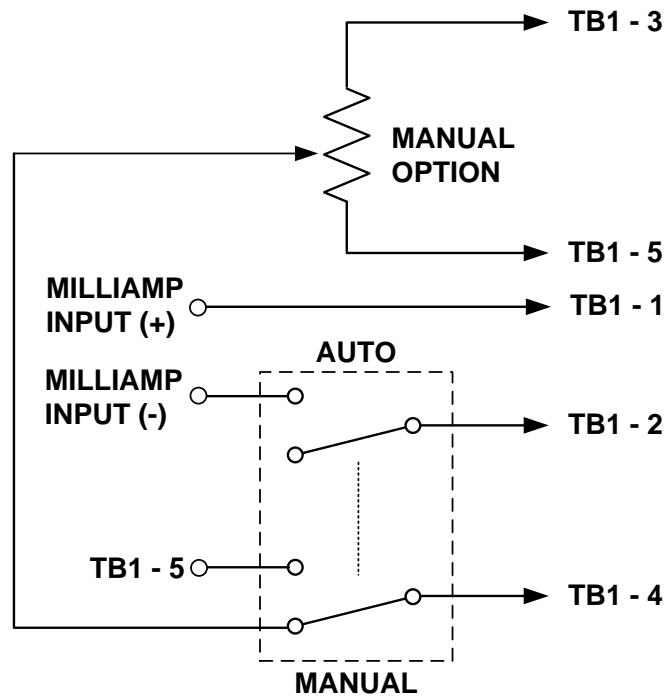 TB1 - 3
MANUAL
OPTION
TB1 - 5
MILLIAMP
INPUT (+)
TB1 - 1
AUTO
MILLIAMP
INPUT (-)
TB1 - 2
TB1 - 5
TB1 - 4
MANUAL